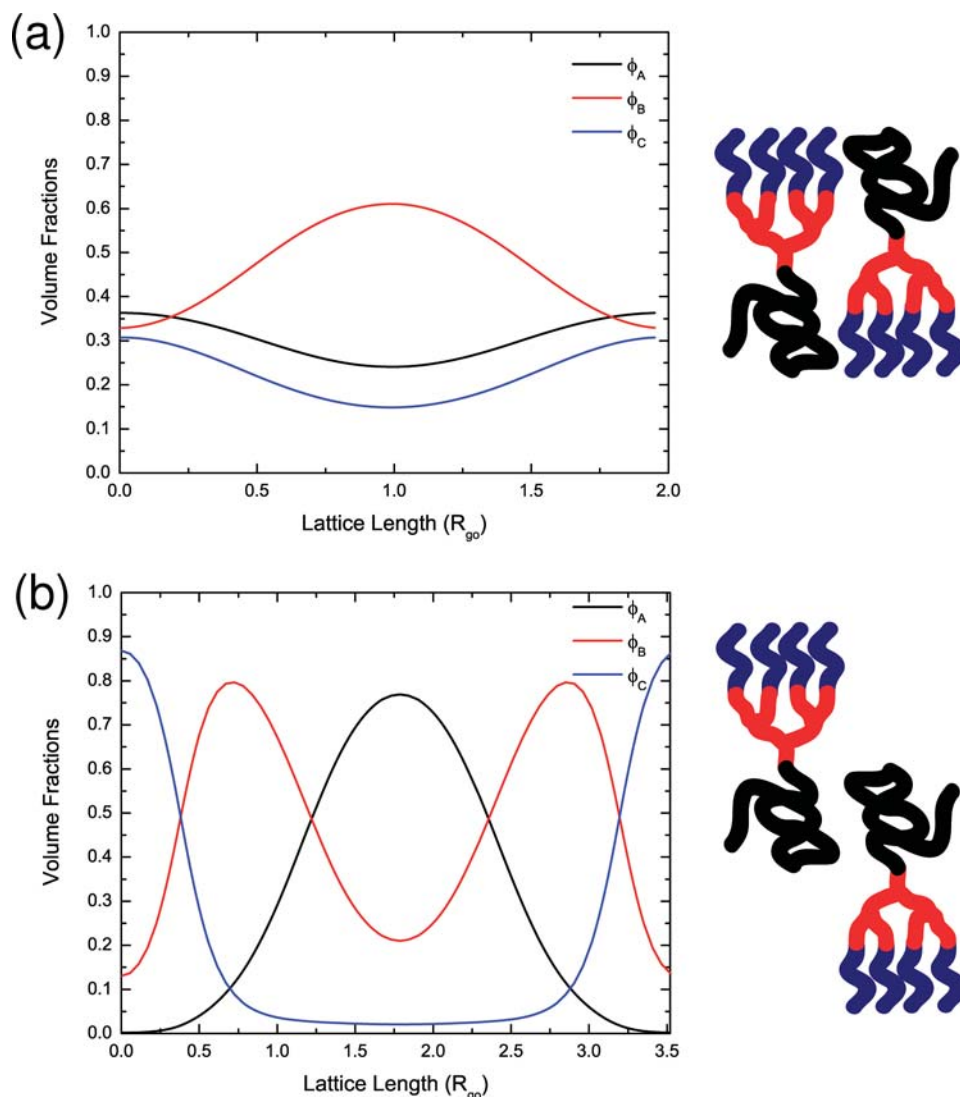 (a)
1.0
0.9
0.8
0.7
0.6
0.5
0.4
0.3
0.2
0.1
0.0
Volume Fractions
ϕA
ϕB
ϕC
0.0 0.5 1.0 1.5 2.0
Lattice Length (Rgo)
(b)
1.0
0.9
0.8
0.7
0.6
0.5
0.4
0.3
0.2
0.1
0.0
Volume Fractions
ϕA
ϕB
ϕC
0.0 0.5 1.0 1.5 2.0 2.5 3.0 3.5
Lattice Length (Rgo)